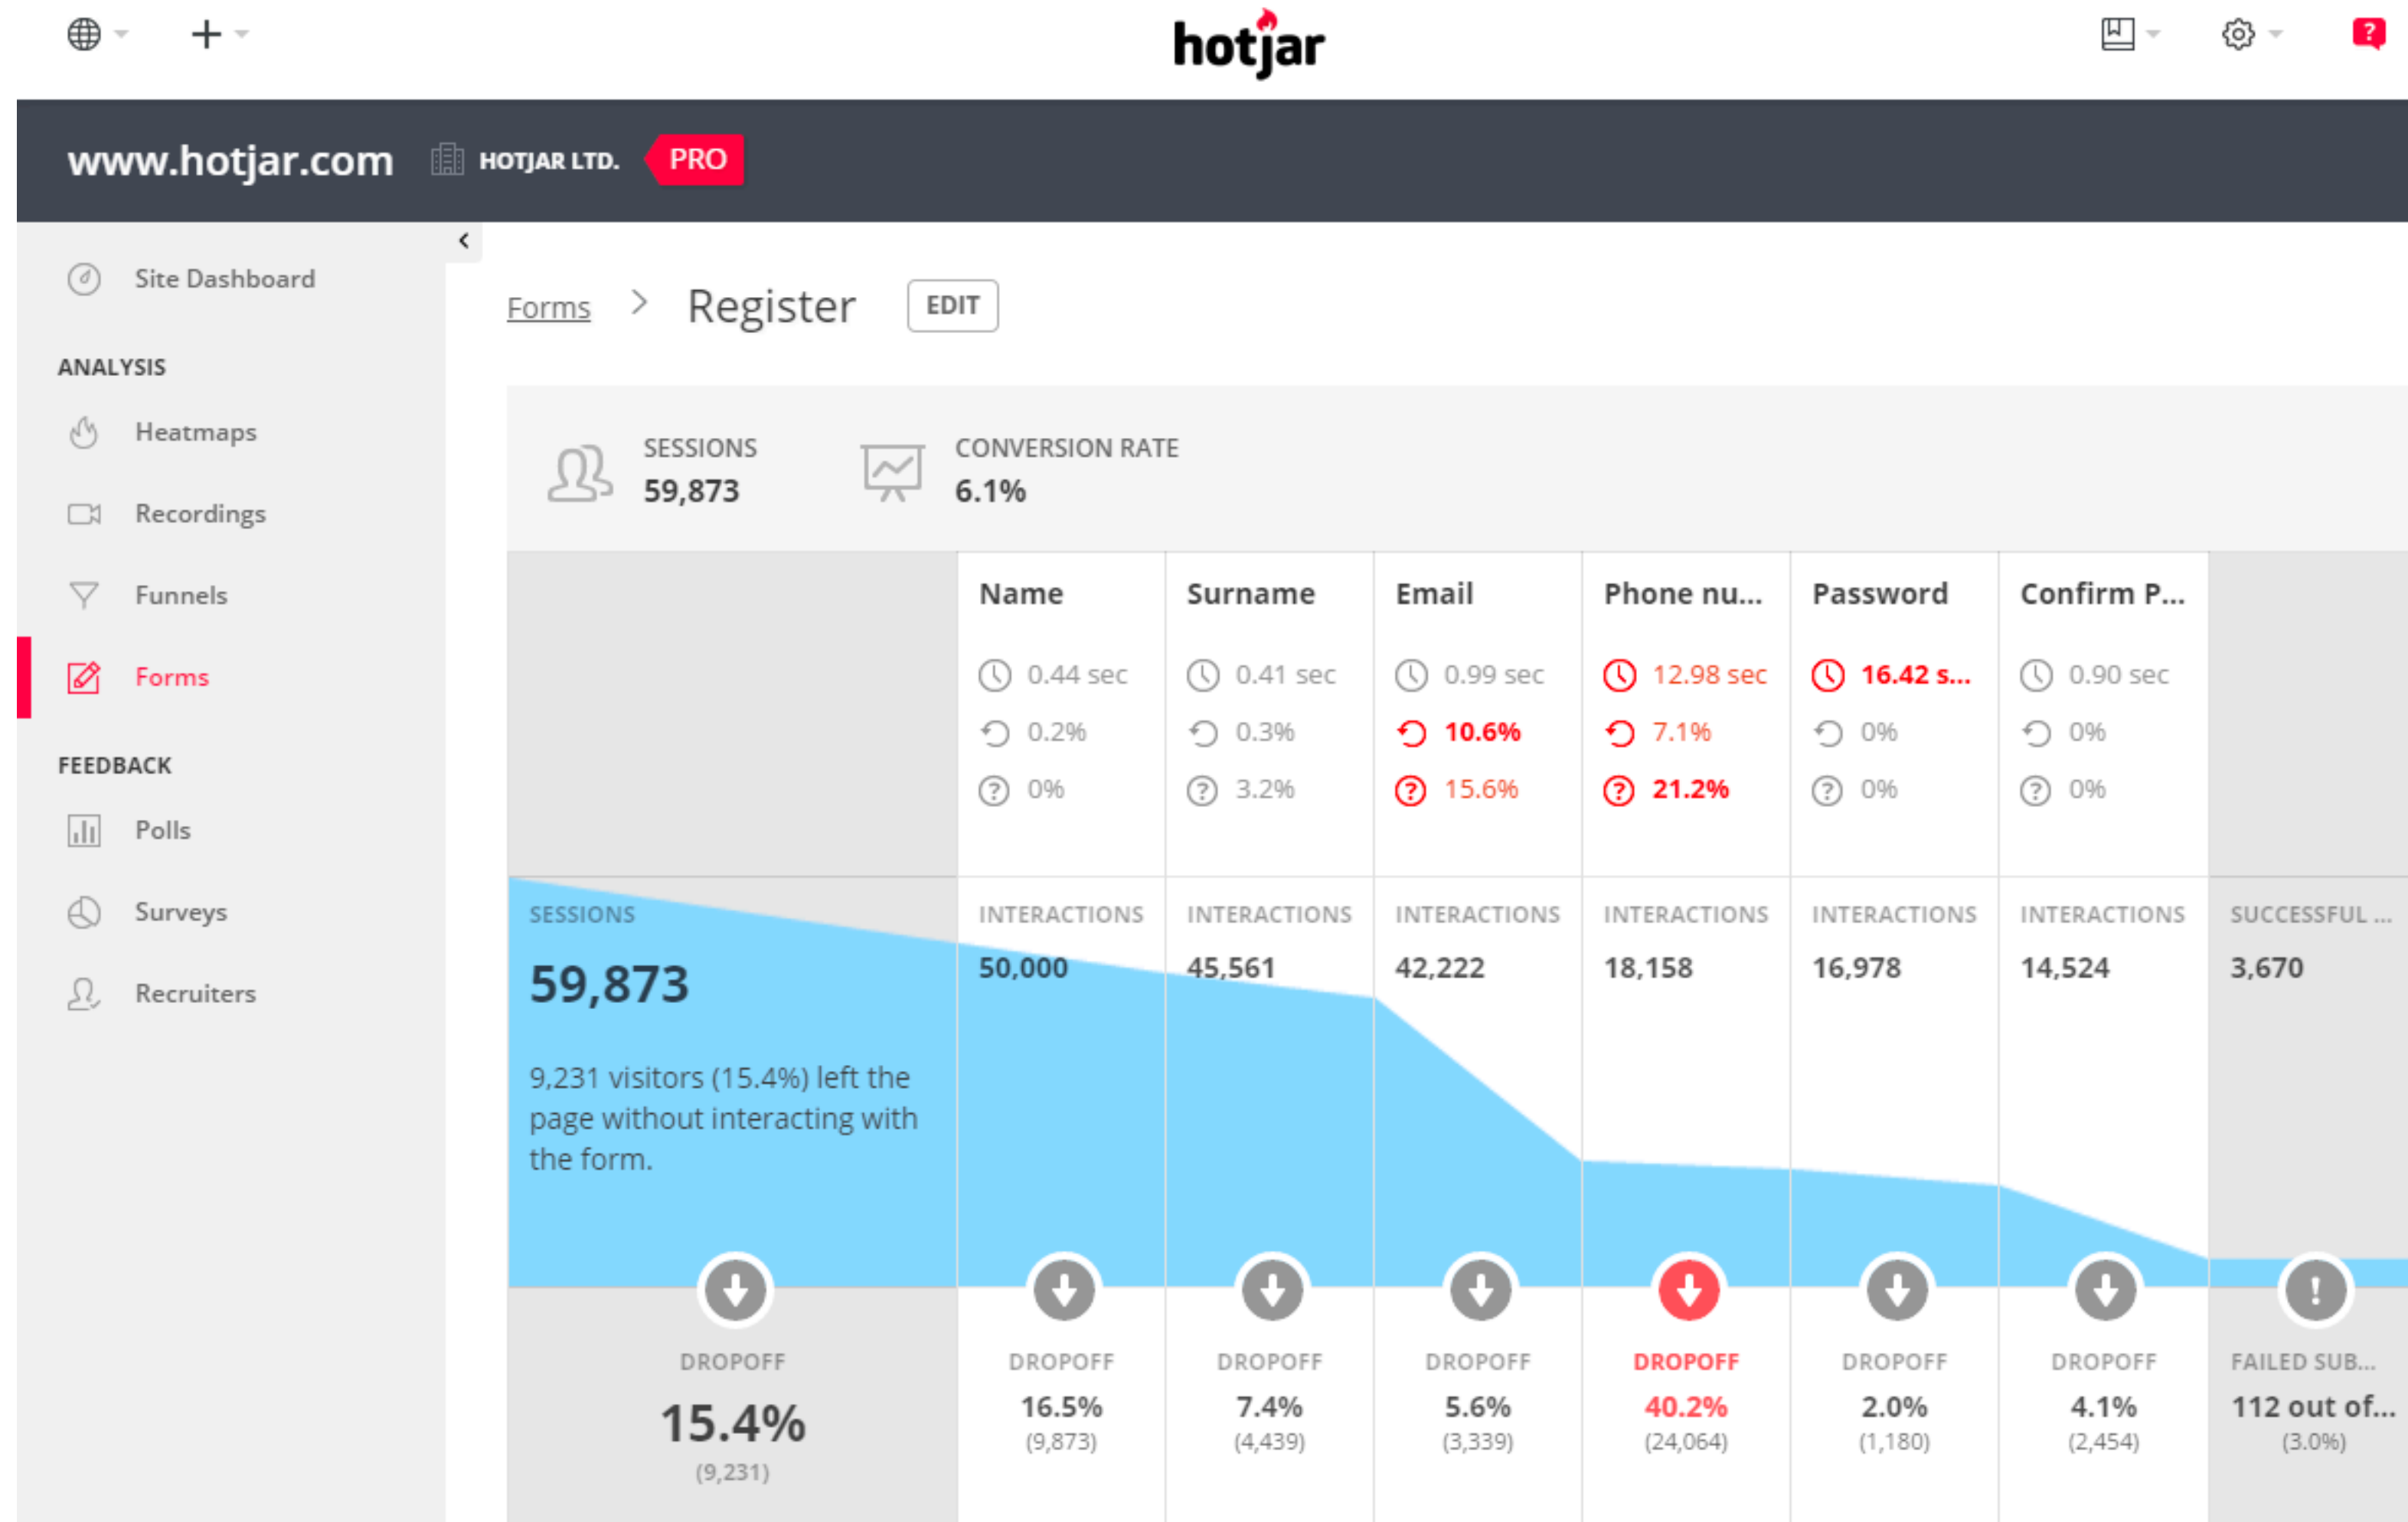 hotjar
?
www.hotjar.com HOTJAR LTD. PRO
Site Dashboard
ANALYSIS
Heatmaps
Recordings
Funnels
Forms
FEEDBACK
Polls
Surveys
Recruiters
Forms > Register EDIT
SESSIONS CONVERSION RATE
59,873 6.1%
Name Surname Email Phone nu... Password Confirm P...
0.44 sec 0.41 sec 0.99 sec 12.98 sec 16.42 s... 0.90 sec
0.2% 0.3% 10.6% 7.1% 0% 0%
? 0% ? 3.2% ? 15.6% ? 21.2% ? 0% ? 0%
SESSIONS INTERACTIONS INTERACTIONS INTERACTIONS INTERACTIONS INTERACTIONS INTERACTIONS SUCCESSFUL ...
59,873 50,000 45,561 42,222 18,158 16,978 14,524 3,670
9,231 visitors (15.4%) left the
page without interacting with
the form.
!
DROPOFF DROPOFF DROPOFF DROPOFF DROPOFF DROPOFF DROPOFF FAILED SUB...
15.4% 16.5% 7.4% 5.6% 40.2% 2.0% 4.1% 112 out of...
(9,231) (9,873) (4,439) (3,339) (24,064) (1,180) (2,454) (3.0%)